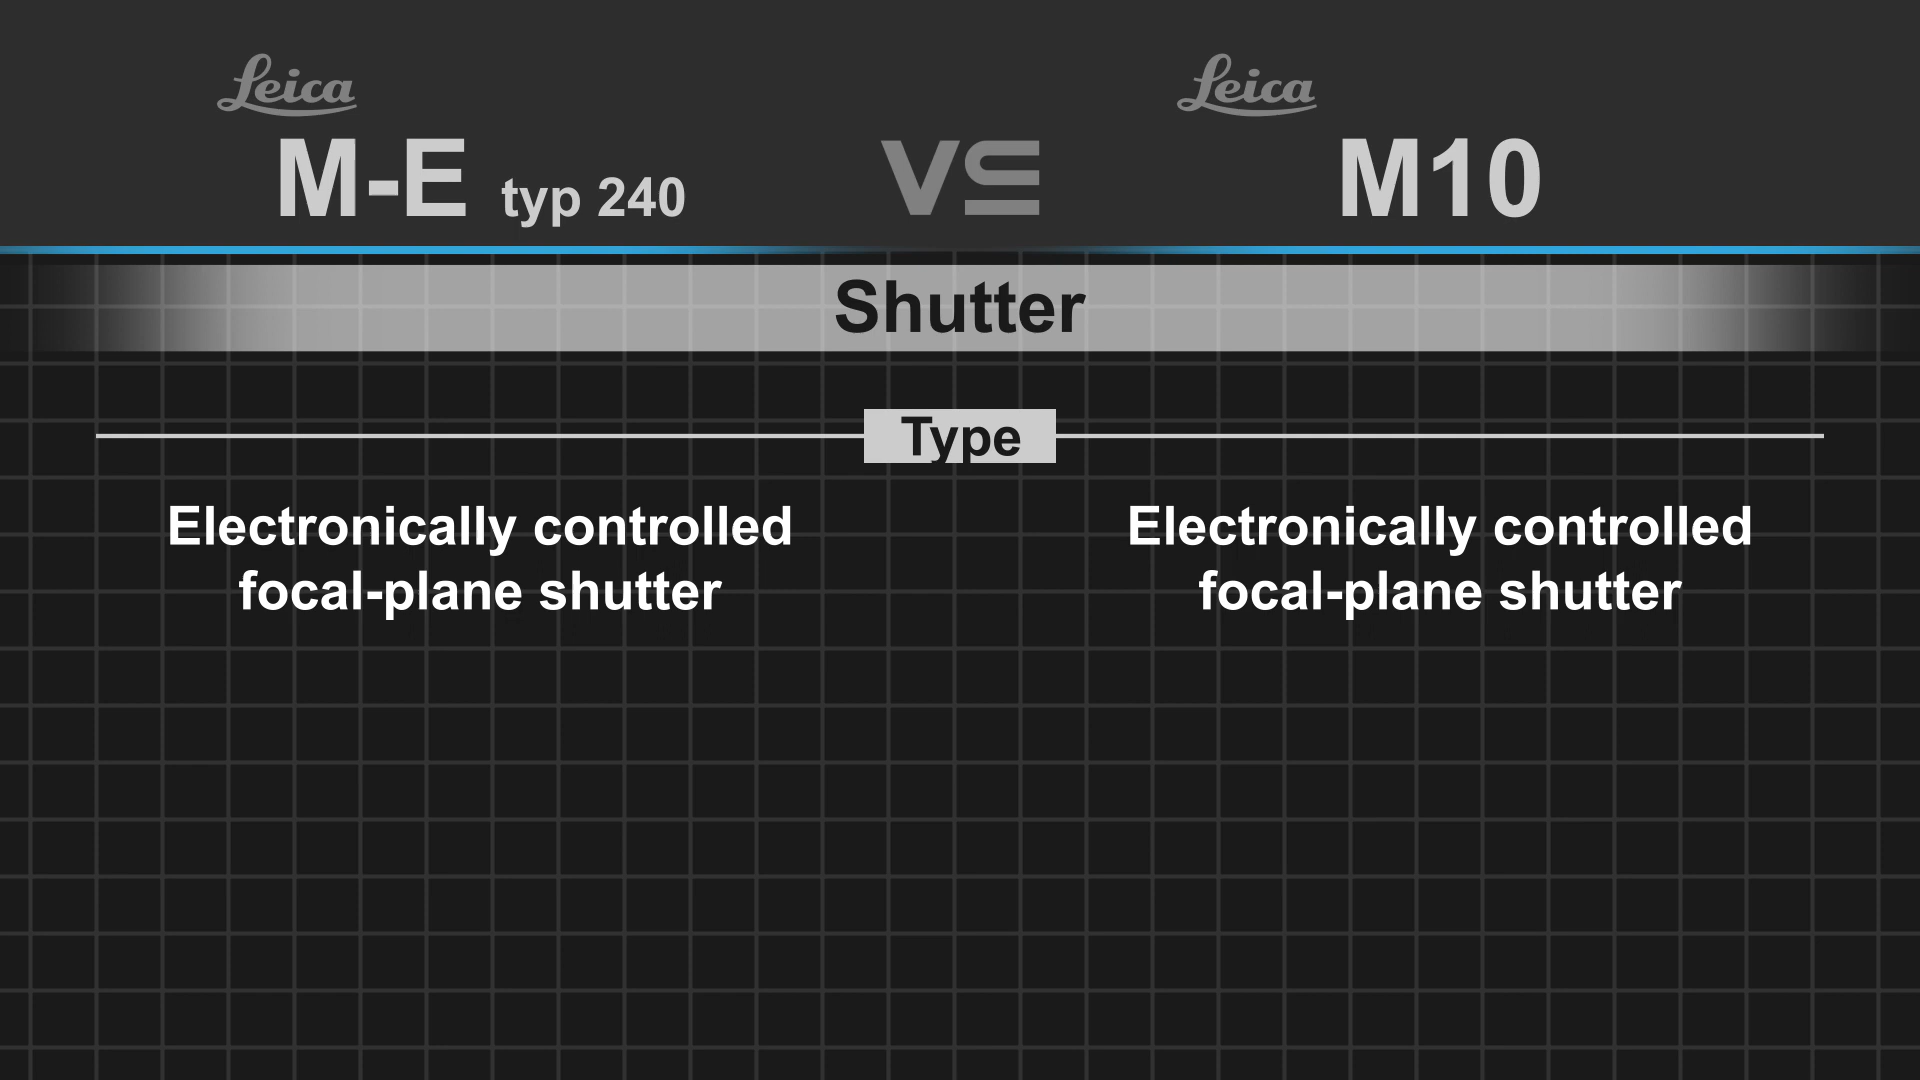 Leica
M-E typ 240
VS
Leica
M10
Shutter
Type
Electronically controlled
focal-plane shutter
Electronically controlled
focal-plane shutter